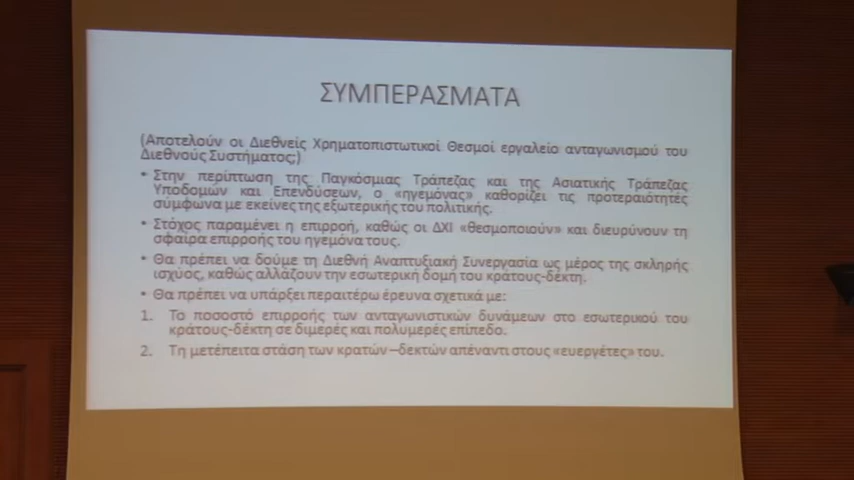 ΣΥΜΠΕΡΑΣΜΑΤΑ
(Αποτελούν οι Διεθνείς Χρηματοπιστωτικοί Θεσμοί εργαλείο ανταγωνισμού του
Διεθνούς Συστήματος;)
• Στην περίπτωση της Παγκόσμιας Τράπεζας και της Ασιατικής Τράπεζας
Υποδομών και Επενδύσεων, ο «ηγεμόνας» καθορίζει τις προτεραιότητές
σύμφωνα με εκείνες της εξωτερικής του πολιτικής.
• Στόχος παραμένει η επιρροή, καθώς οι ΔΧΙ «θεσμοποιούν» και διευρύνουν τη
σφαίρα επιρροής του ηγεμόνα τους.
• Θα πρέπει να δούμε τη Διεθνή Αναπτυξιακή Συνεργασία ως μέρος της σκληρής
ισχύος, καθώς αλλάζουν την εσωτερική δομή του κράτους-δέκτη.
• Θα πρέπει να υπάρξει περαιτέρω έρευνα σχετικά με:
1. Το ποσοστό επιρροής των ανταγωνιστικών δυνάμεων στο εσωτερικού του
κράτους-δέκτη σε διμερές και πολυμερές επίπεδο.
2. Τη μετέπειτα στάση των κρατών–δεκτών απέναντι στους «ευεργέτες» του.